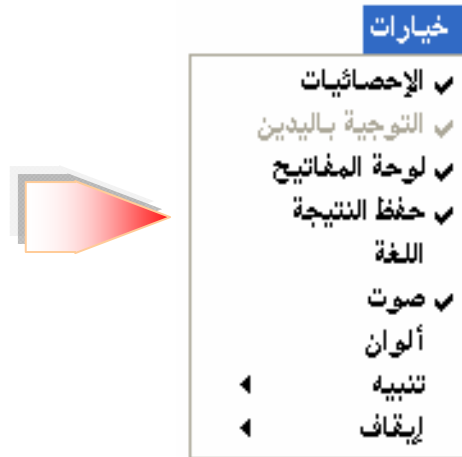 خيارات
الإحصائيات
التوجية باليدين
لوحة المفاتيح
حفظ النتيجة
اللغة
صوت
ألوان
تنبيه
إيقاف